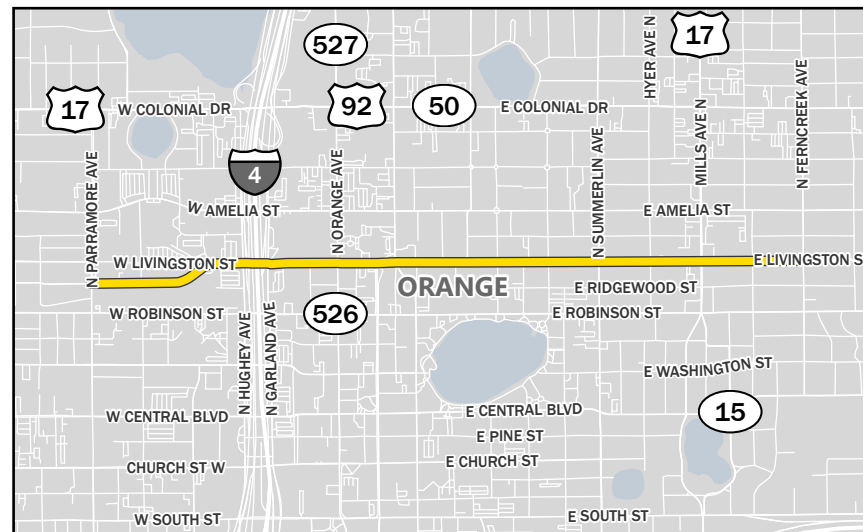 527
17
HYER AVE N
17
W COLONIAL DR
92
50
E COLONIAL DR
MILLS AVE N
N FERNCREEK AVE
N PARRAMORE AVE
4
N ORANGE AVE
N SUMMERLIN AVE
W AMELIA ST
E AMELIA ST
W LIVINGSTON ST
E LIVINGSTON S
ORANGE
E RIDGEWOOD ST
W ROBINSON ST
526
E ROBINSON ST
N HUGHEY AVE
N GARLAND AVE
E WASHINGTON ST
W CENTRAL BLVD
E CENTRAL BLVD
15
E PINE ST
CHURCH ST W
E CHURCH ST
W SOUTH ST
E SOUTH ST